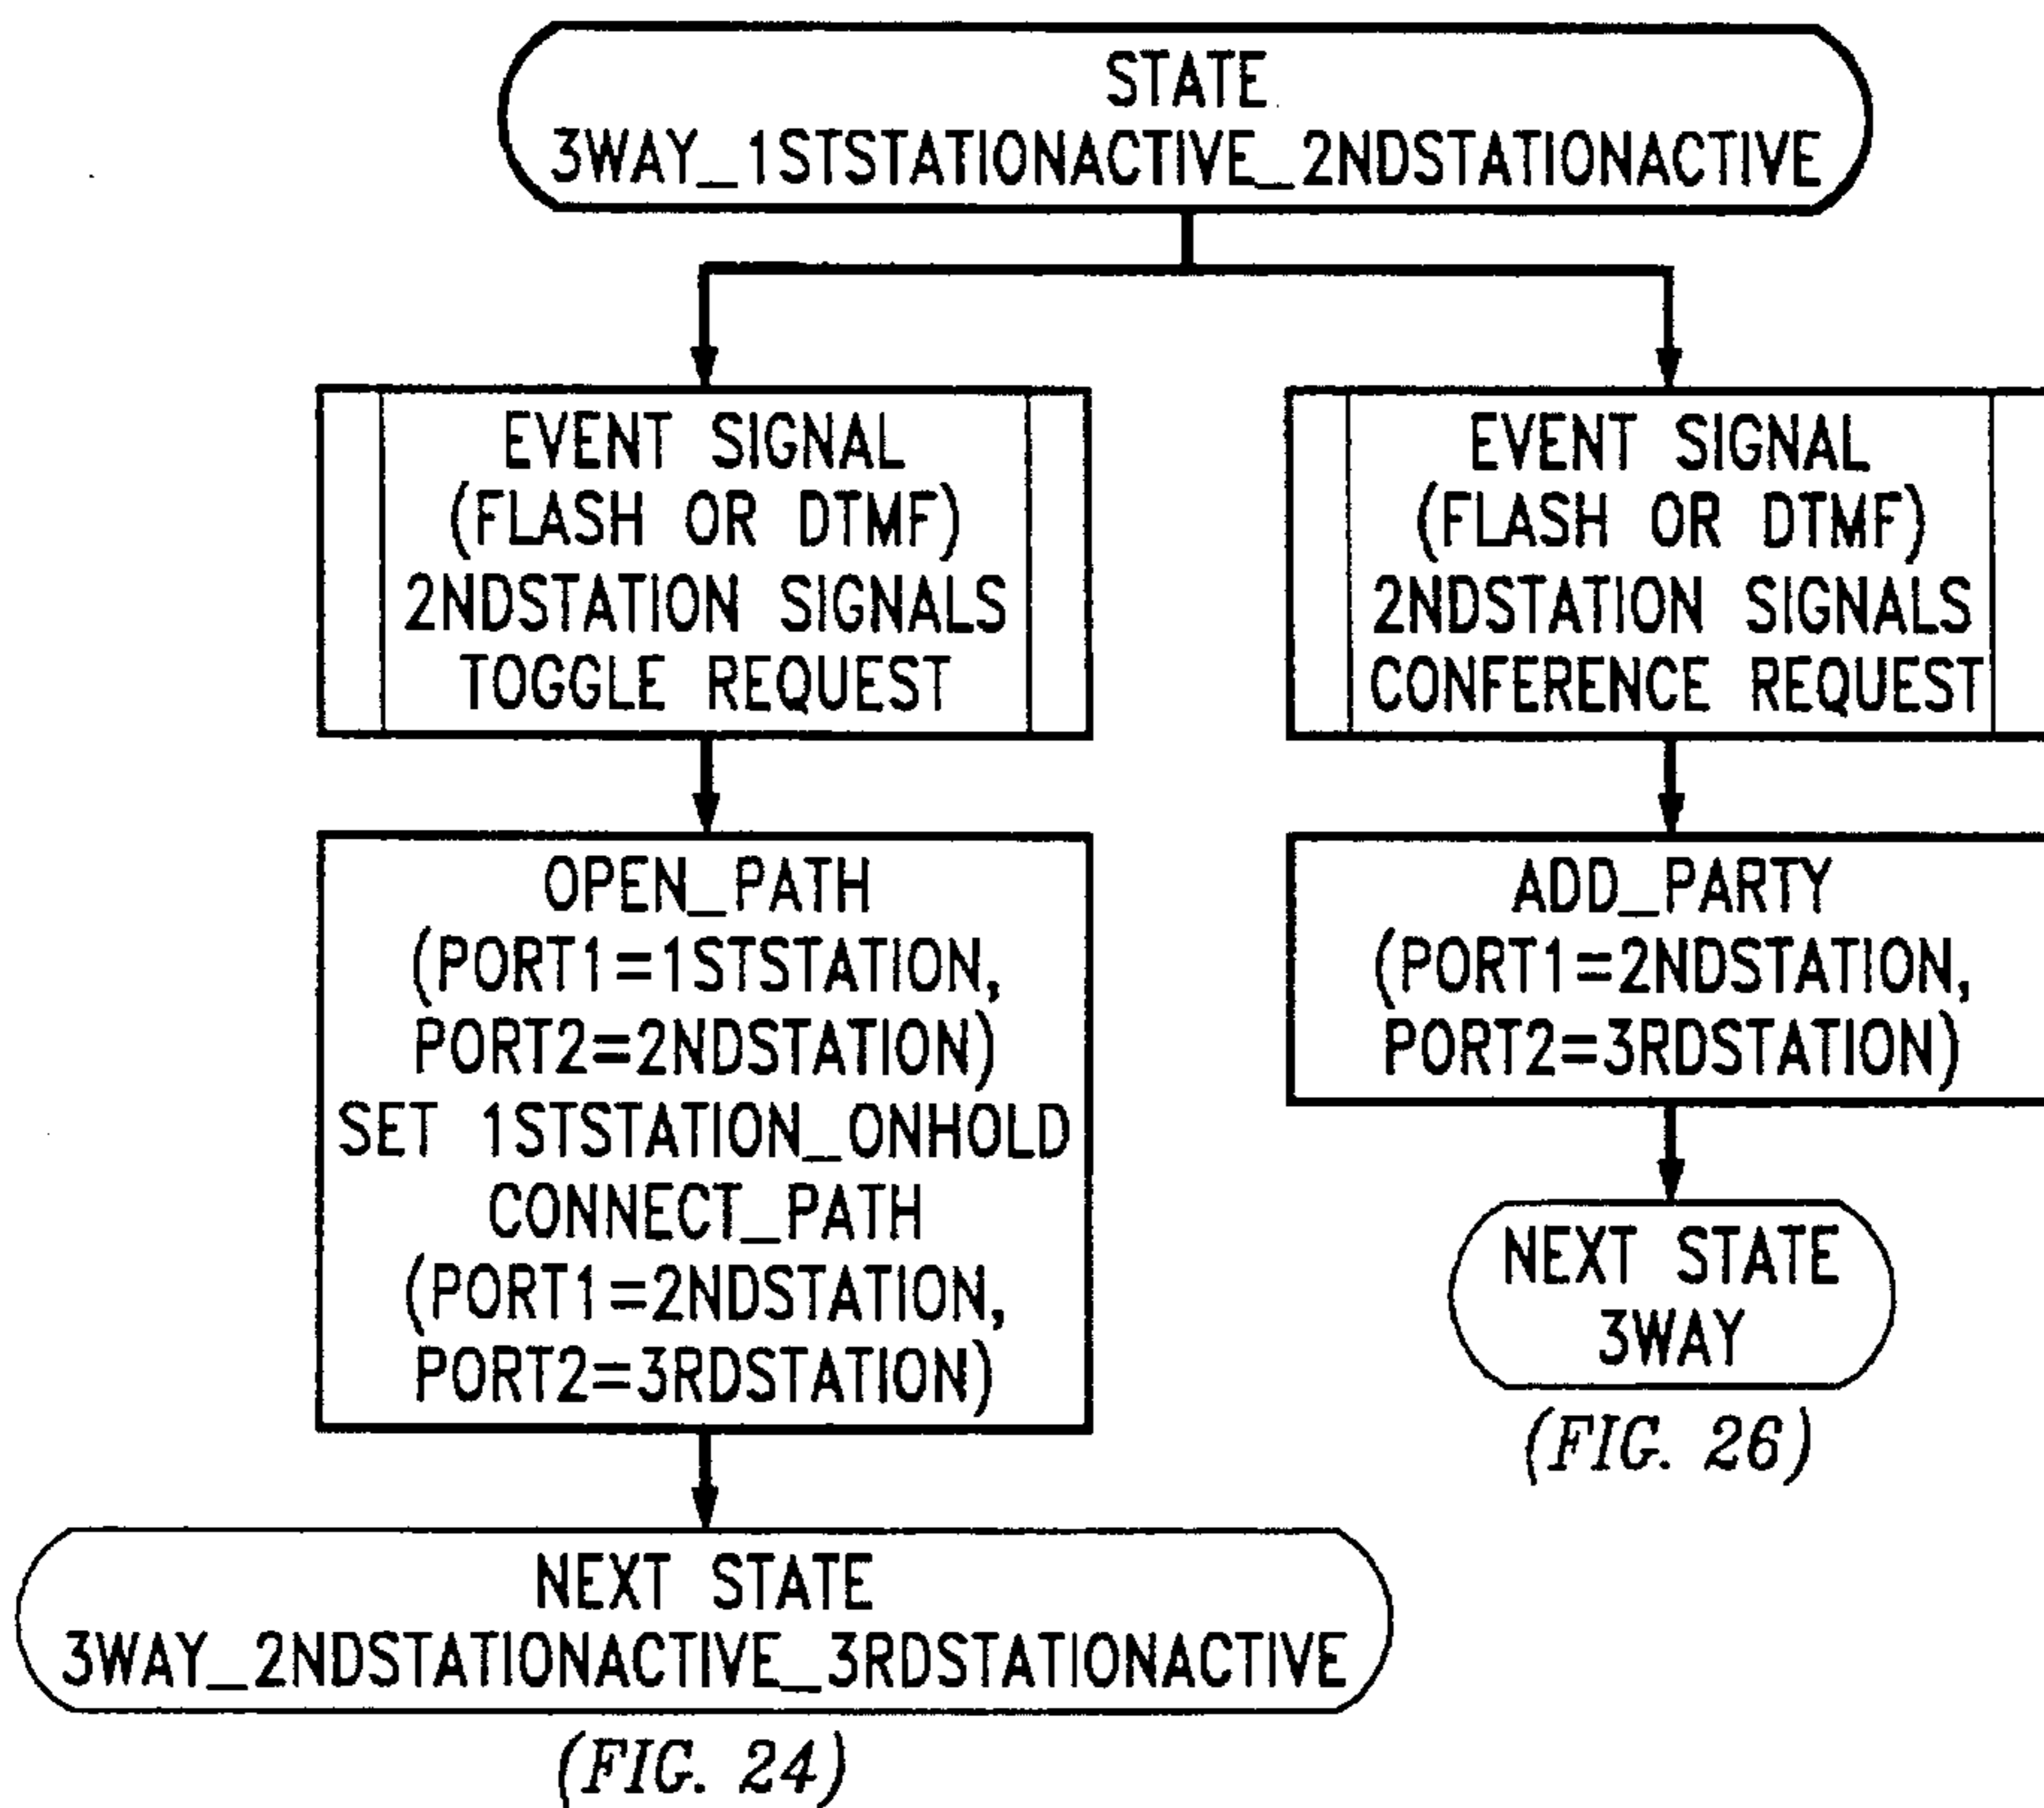 STATE
3WAY_1STSTATIONACTIVE_2NDSTATIONACTIVE
EVENT SIGNAL
(FLASH OR DTMF)
2NDSTATION SIGNALS
TOGGLE REQUEST
OPEN_PATH
(PORT1=1STSTATION,
PORT2=2NDSTATION)
SET 1STSTATION_ONHOLD
CONNECT_PATH
(PORT1=2NDSTATION,
PORT2=3RDSTATION)
NEXT STATE
3WAY_2NDSTATIONACTIVE_3RDSTATIONACTIVE
(FIG. 24)
EVENT SIGNAL
(FLASH OR DTMF)
2NDSTATION SIGNALS
CONFERENCE REQUEST
ADD_PARTY
(PORT1=2NDSTATION,
PORT2=3RDSTATION)
NEXT STATE
3WAY
(FIG. 26)